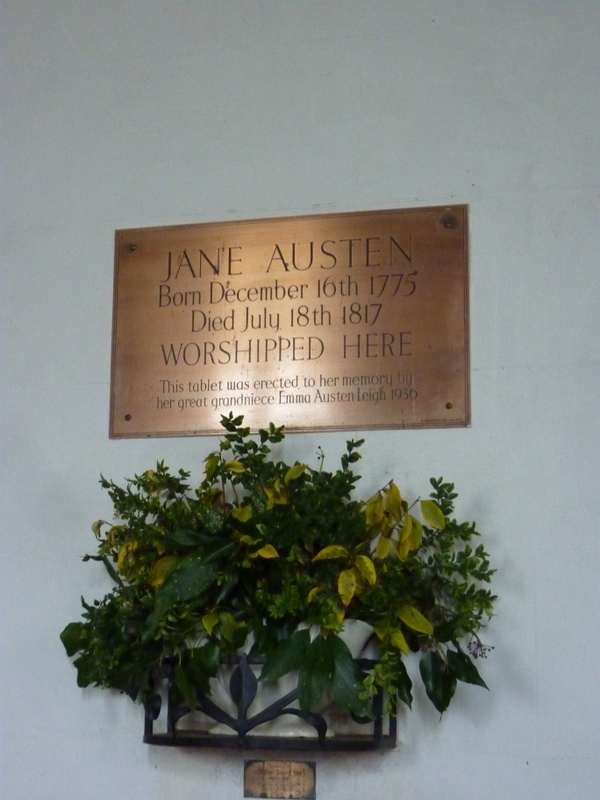 JANE AUSTEN
Born December 16th 1775
Died July 18th 1817
WORSHIPPED HERE
This tablet was erected to her memory by
her great grandniece Emma Austen-Leigh 1936